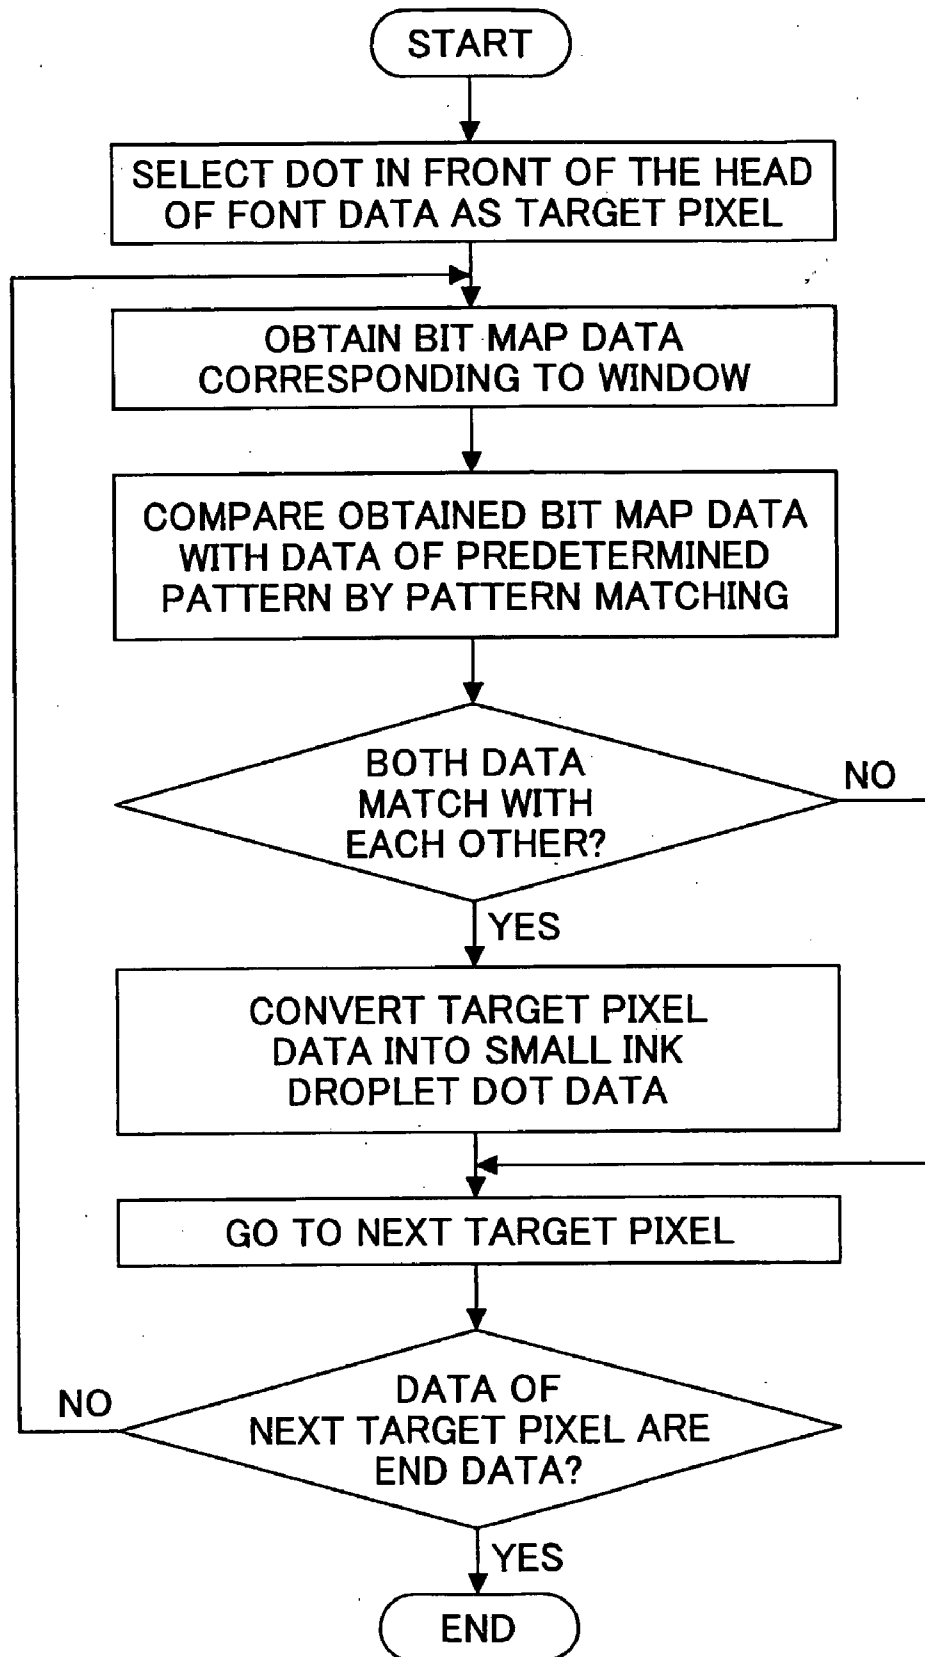 START
SELECT DOT IN FRONT OF THE HEAD
OF FONT DATA AS TARGET PIXEL
OBTAIN BIT MAP DATA
CORRESPONDING TO WINDOW
COMPARE OBTAINED BIT MAP DATA
WITH DATA OF PREDETERMINED
PATTERN BY PATTERN MATCHING
BOTH DATA
MATCH WITH
EACH OTHER?
NO
YES
CONVERT TARGET PIXEL
DATA INTO SMALL INK
DROPLET DOT DATA
GO TO NEXT TARGET PIXEL
DATA OF
NEXT TARGET PIXEL ARE
END DATA?
NO
YES
END